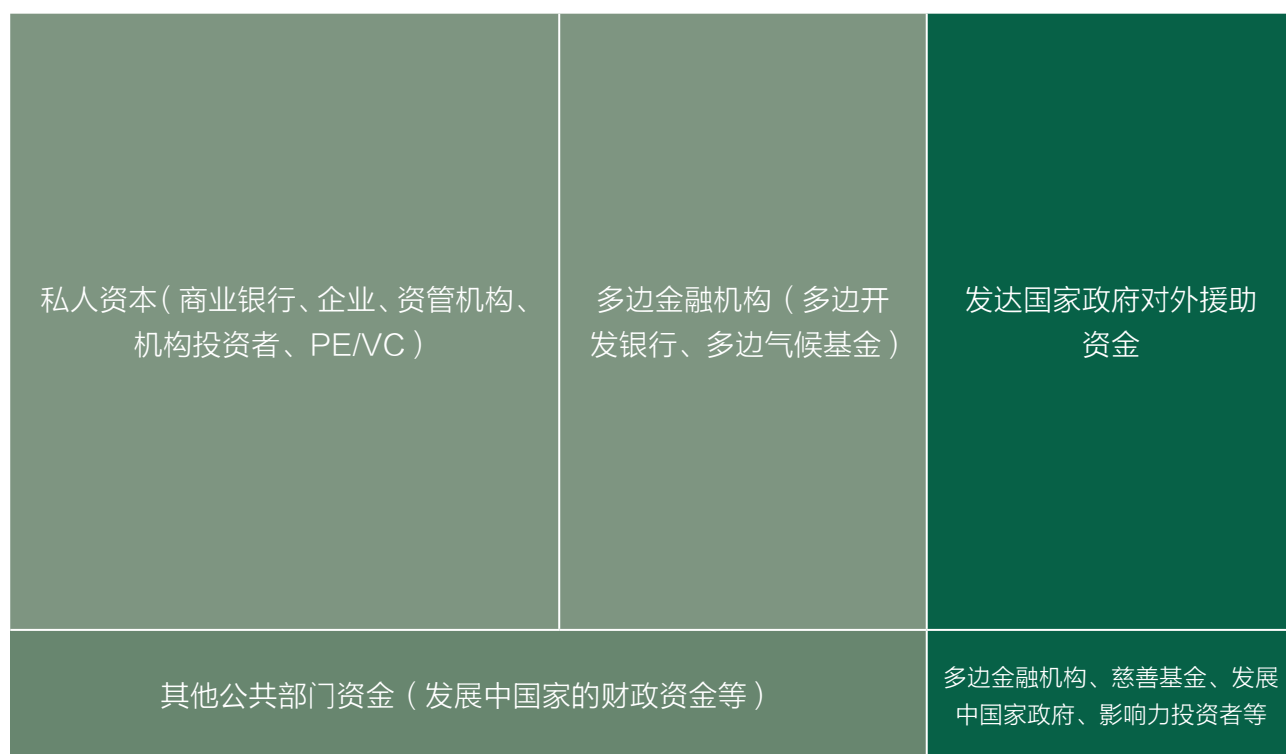 私人资本(商业银行、企业、资管机构、
机构投资者、PE/VC)
多边金融机构(多边开
发银行、多边气候基金)
发达国家政府对外援助
资金
其他公共部门资金(发展中国家的财政资金等)
多边金融机构、慈善基金、发展
中国家政府、影响力投资者等